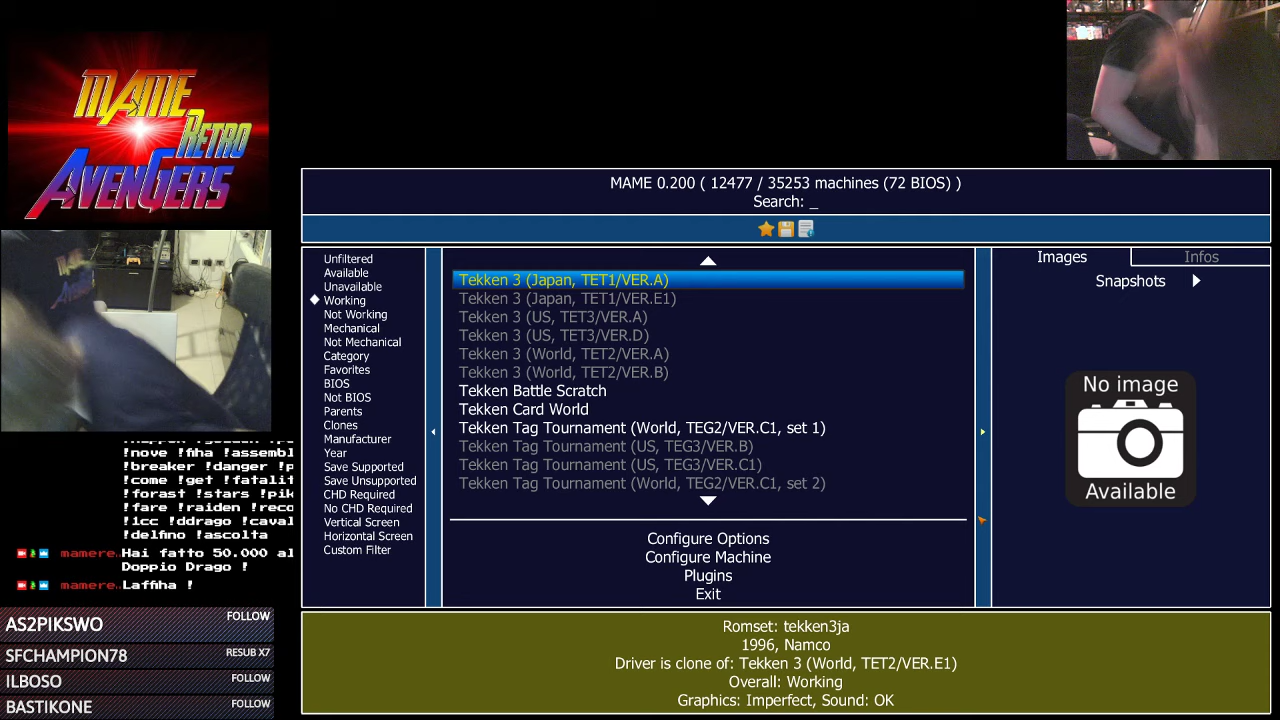 MAME
RETRO
AVENGERS
MAME 0.200 ( 12477 / 35253 machines (72 BIOS) )
Search: _
Unfiltered
Available
Unavailable
Working
Not Working
Mechanical
Not Mechanical
Category
Favorites
BIOS
Not BIOS
Parents
Clones
Manufacturer
Year
Save Supported
Save Unsupported
CHD Required
No CHD Required
Vertical Screen
Horizontal Screen
Custom Filter
Tekken 3 (Japan, TET1/VER.A)
Tekken 3 (Japan, TET1/VER.E1)
Tekken 3 (US, TET3/VER.A)
Tekken 3 (US, TET3/VER.D)
Tekken 3 (World, TET2/VER.A)
Tekken 3 (World, TET2/VER.B)
Tekken Battle Scratch
Tekken Card World
Tekken Tag Tournament (World, TEG2/VER.C1, set 1)
Tekken Tag Tournament (US, TEG3/VER.B)
Tekken Tag Tournament (US, TEG3/VER.C1)
Tekken Tag Tournament (World, TEG2/VER.C1, set 2)
Configure Options
Configure Machine
Plugins
Exit
Images
Infos
Snapshots
No image
Available
Romset: tekken3ja
1996, Namco
Driver is clone of: Tekken 3 (World, TET2/VER.E1)
Overall: Working
Graphics: Imperfect, Sound: OK
!nove !fiha !assembl
!breaker !danger !p
!come !get !fatalit
!forast !stars !pik
!fare !raiden !reco
!1cc !ddrago !caval
!delfino !ascolta
mamere.. Hai fatto 50.000 al
Doppio Drago !
mamere.. Laffiha !
AS2PIKSWO FOLLOW
SFCHAMPION78 RESUB X7
ILBOSO FOLLOW
BASTIKONE FOLLOW